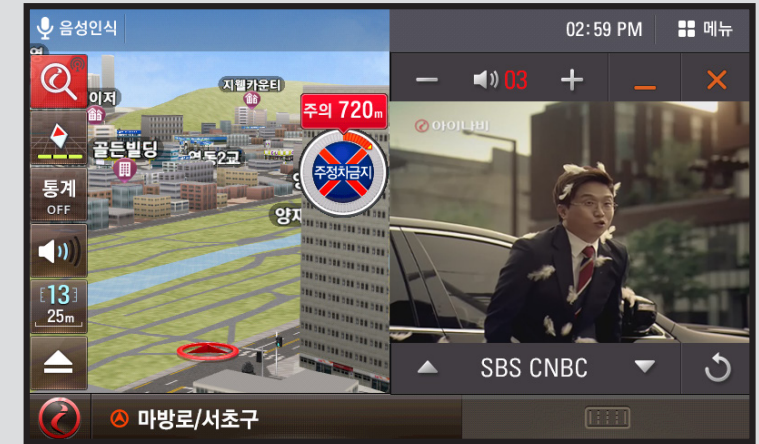 음성인식
02:59 PM
메뉴
이저
지웰카운티
주의 720m
03
아이나비
골든빌딩
영동2교
주정차금지
통계
OFF
양재
[13]
25m
SBS CNBC
마방로/서초구